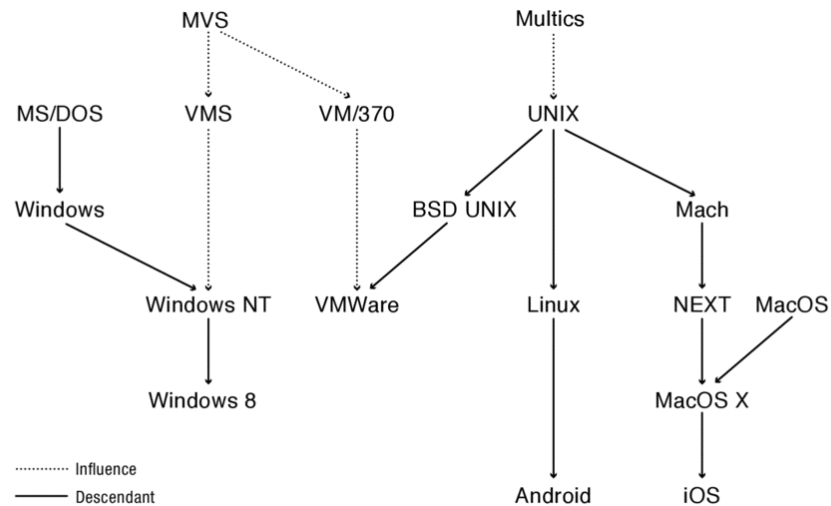 MVS
Multics
MS/DOS
VMS
VM/370
UNIX
Windows
BSD UNIX
Mach
Windows NT
VMWare
Linux
NEXT
MacOS
Windows 8
MacOS X
Influence
Descendant
Android
iOS